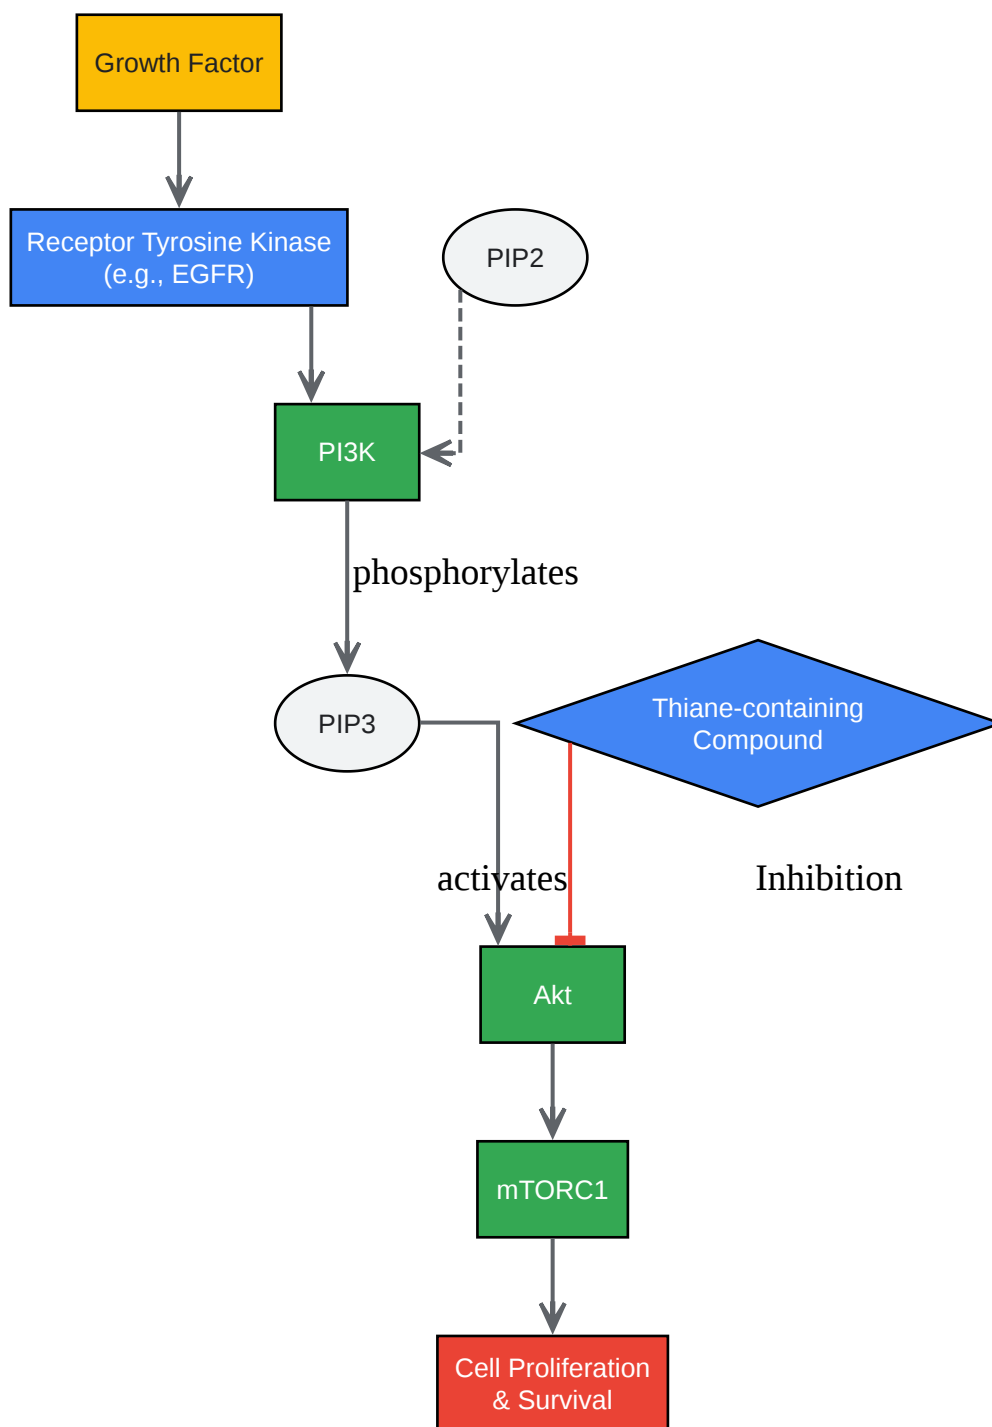 Growth Factor
Receptor Tyrosine Kinase
(e.g., EGFR)
PIP2
PI3K
phosphorylates
PIP3
Thiane-containing
Compound
activates
Inhibition
Akt
mTORC1
Cell Proliferation
& Survival